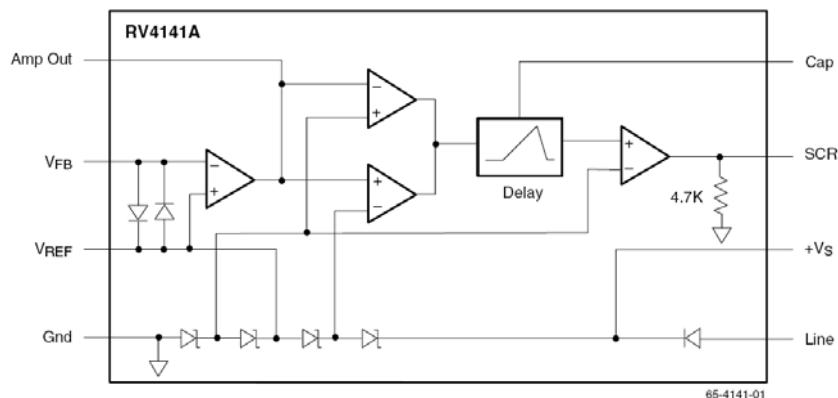 RV4141A
Amp Out
Cap
VFB
SCR
Delay
4.7K
VREF
+VS
Gnd
Line
65-4141-01